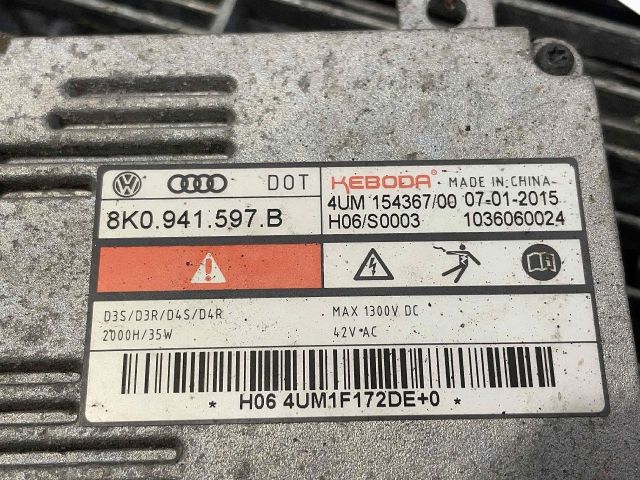 DOT KEBODA MADE IN CHINA
8K0.941.597.B
4UM 154367/00 07-01-2015
H06/S0003 1036060024
D3S/D3R/D4S/D4R
2000H/35W
MAX 1300V DC
42V AC
* H06 4UM1F172DE+0 *